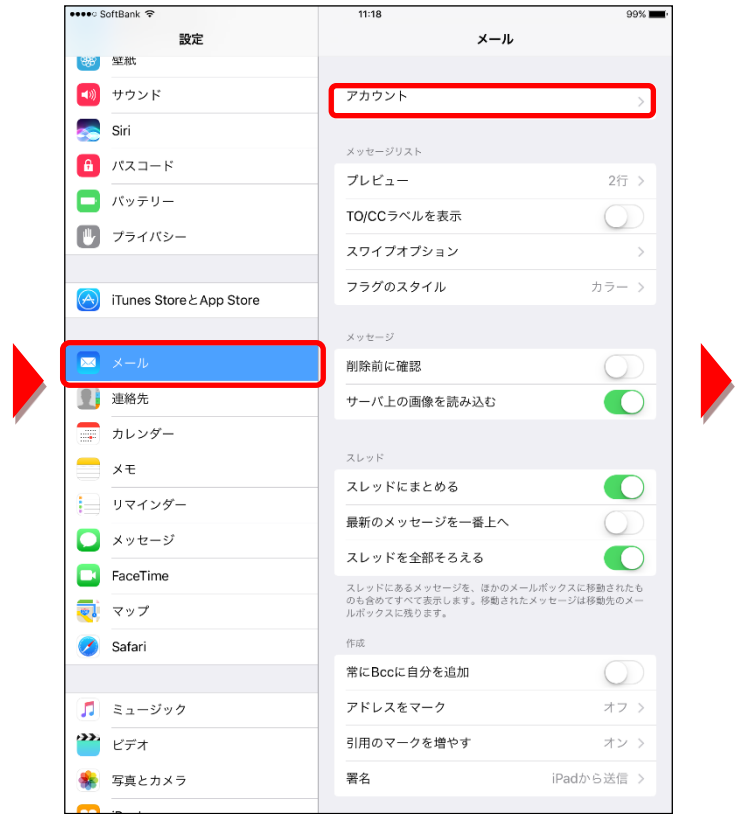 SoftBank 11:18 99%
設定
メール
壁紙
サウンド
Siri
パスコード
バッテリー
プライバシー
iTunes StoreとApp Store
メール
連絡先
カレンダー
メモ
リマインダー
メッセージ
FaceTime
マップ
Safari
ミュージック
ビデオ
写真とカメラ
アカウント
メッセージリスト
プレビュー 2行
TO/CCラベルを表示
スワイプオプション
フラグのスタイル カラー
メッセージ
削除前に確認
サーバ上の画像を読み込む
スレッド
スレッドにまとめる
最新のメッセージを一番上へ
スレッドを全部そろえる
スレッドにあるメッセージを、ほかのメールボックスに移動されたも
のも含めてすべて表示します。移動されたメッセージは移動先のメー
ルボックスに残ります。
作成
常にBccに自分を追加
アドレスをマーク オフ
引用のマークを増やす オン
署名 iPadから送信